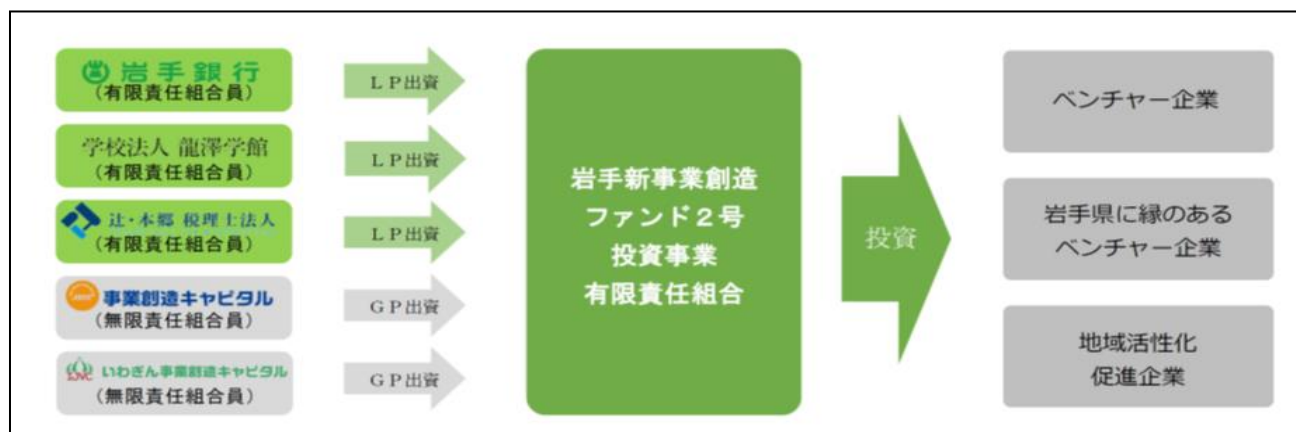 岩手銀行
(有限責任組合員)
LP出資
学校法人 龍澤学館
(有限責任組合員)
LP出資
辻・本郷 税理士法人
(有限責任組合員)
LP出資
事業創造キャピタル
(無限責任組合員)
GP出資
いわぎん事業創造キャピタル
(無限責任組合員)
GP出資
岩手新事業創造
ファンド2号
投資事業
有限責任組合
投資
ベンチャー企業
岩手県に縁のある
ベンチャー企業
地域活性化
促進企業